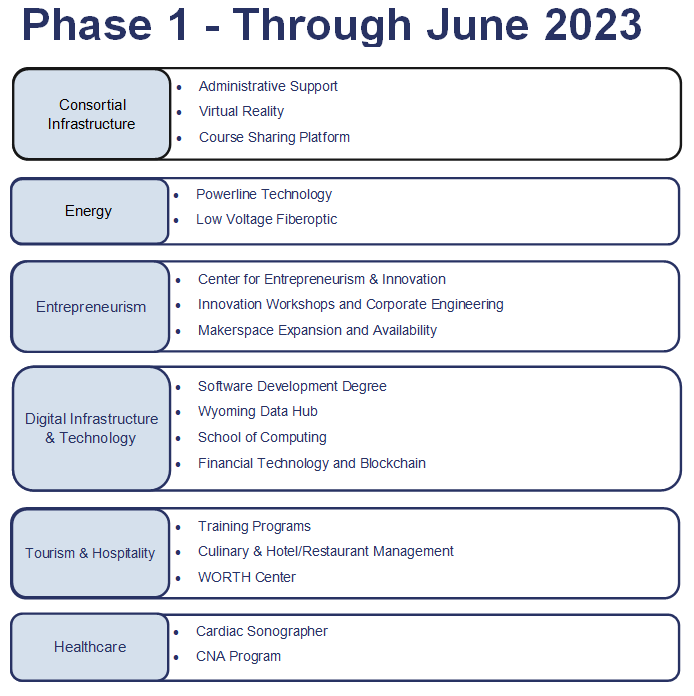 Phase 1 - Through June 2023
Consortial
Infrastructure
• Administrative Support
• Virtual Reality
• Course Sharing Platform
Energy
• Powerline Technology
• Low Voltage Fiberoptic
Entrepreneurism
• Center for Entrepreneurism & Innovation
• Innovation Workshops and Corporate Engineering
• Makerspace Expansion and Availability
Digital Infrastructure
& Technology
• Software Development Degree
• Wyoming Data Hub
• School of Computing
• Financial Technology and Blockchain
Tourism & Hospitality
• Training Programs
• Culinary & Hotel/Restaurant Management
• WORTH Center
Healthcare
• Cardiac Sonographer
• CNA Program